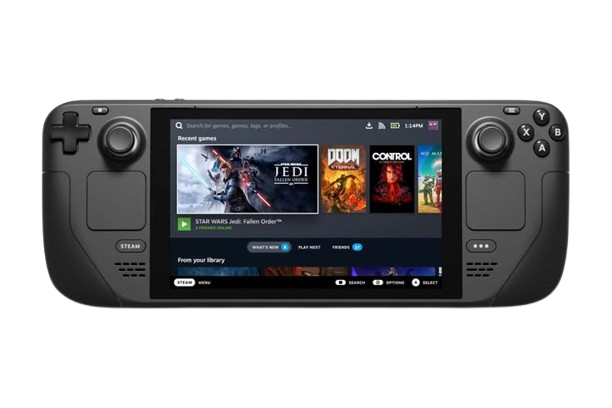 Search for games, genres, tags, or profiles...
1:14PM
Recent games
STAR WARS
JEDI
FALLEN ORDER
DOOM
ETERNAL
CONTROL
NO MA
STAR WARS Jedi: Fallen Order™
WHAT'S NEW
PLAY NEXT
FRIENDS
From your library
STEAM MENU
SEARCH
OPTIONS
A SELECT
STEAM
Y
X
B
A